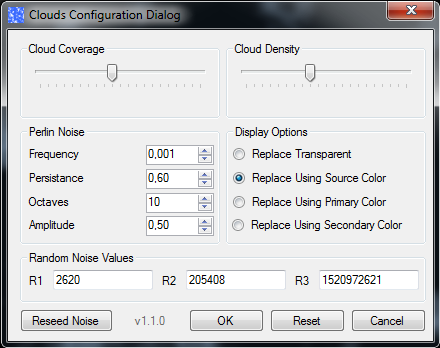 Clouds Configuration Dialog
Cloud Coverage
Cloud Density
Perlin Noise
Frequency 0,001
Persistance 0,60
Octaves 10
Amplitude 0,50
Display Options
Replace Transparent
Replace Using Source Color
Replace Using Primary Color
Replace Using Secondary Color
Random Noise Values
R1 2620 R2 205408 R3 1520972621
Reseed Noise v1.1.0 OK Reset Cancel